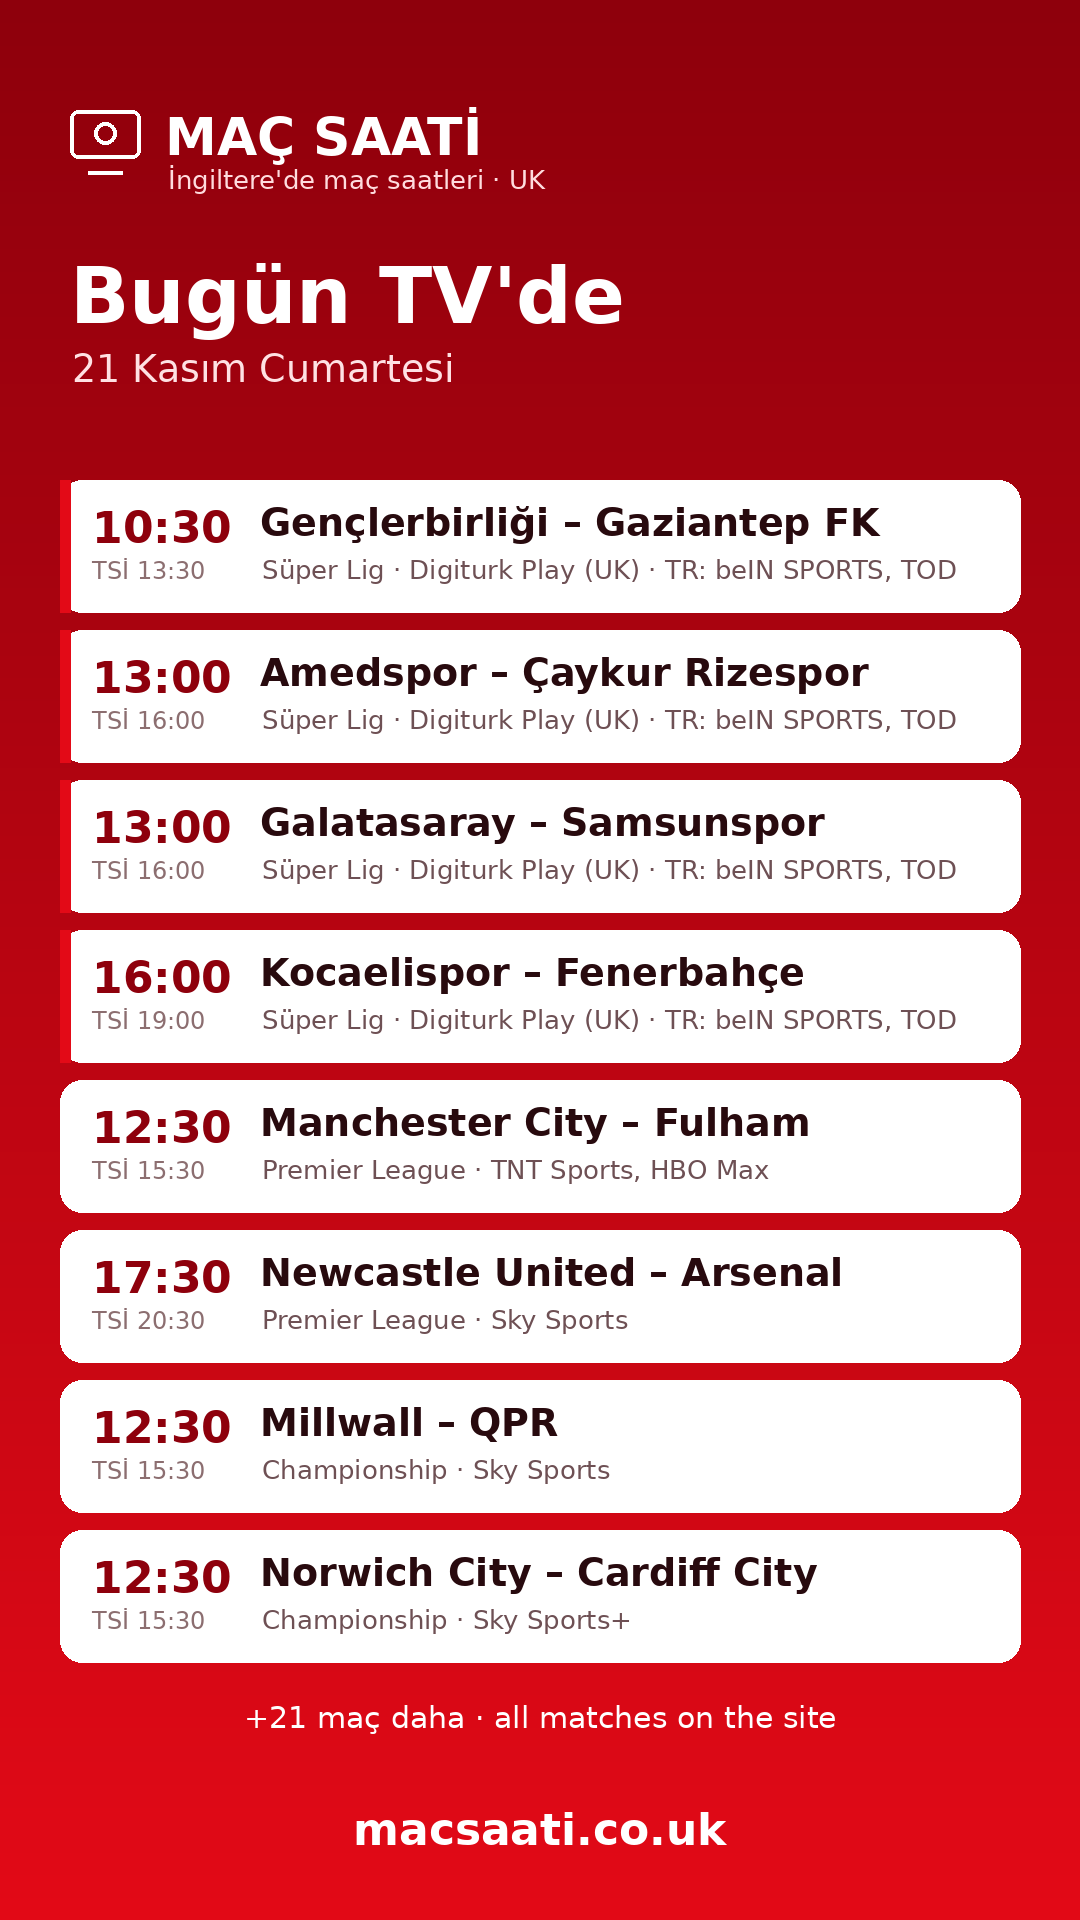 MAÇ SAATİ
İngiltere'de maç saatleri · UK
Bugün TV'de
21 Kasım Cumartesi
10:30 Gençlerbirliği – Gaziantep FK
TSİ 13:30 Süper Lig · Digiturk Play (UK) · TR: beIN SPORTS, TOD
13:00 Amedspor – Çaykur Rizespor
TSİ 16:00 Süper Lig · Digiturk Play (UK) · TR: beIN SPORTS, TOD
13:00 Galatasaray – Samsunspor
TSİ 16:00 Süper Lig · Digiturk Play (UK) · TR: beIN SPORTS, TOD
16:00 Kocaelispor – Fenerbahçe
TSİ 19:00 Süper Lig · Digiturk Play (UK) · TR: beIN SPORTS, TOD
12:30 Manchester City – Fulham
TSİ 15:30 Premier League · TNT Sports, HBO Max
17:30 Newcastle United – Arsenal
TSİ 20:30 Premier League · Sky Sports
12:30 Millwall – QPR
TSİ 15:30 Championship · Sky Sports
12:30 Norwich City – Cardiff City
TSİ 15:30 Championship · Sky Sports+
+21 maç daha · all matches on the site
macsaati.co.uk